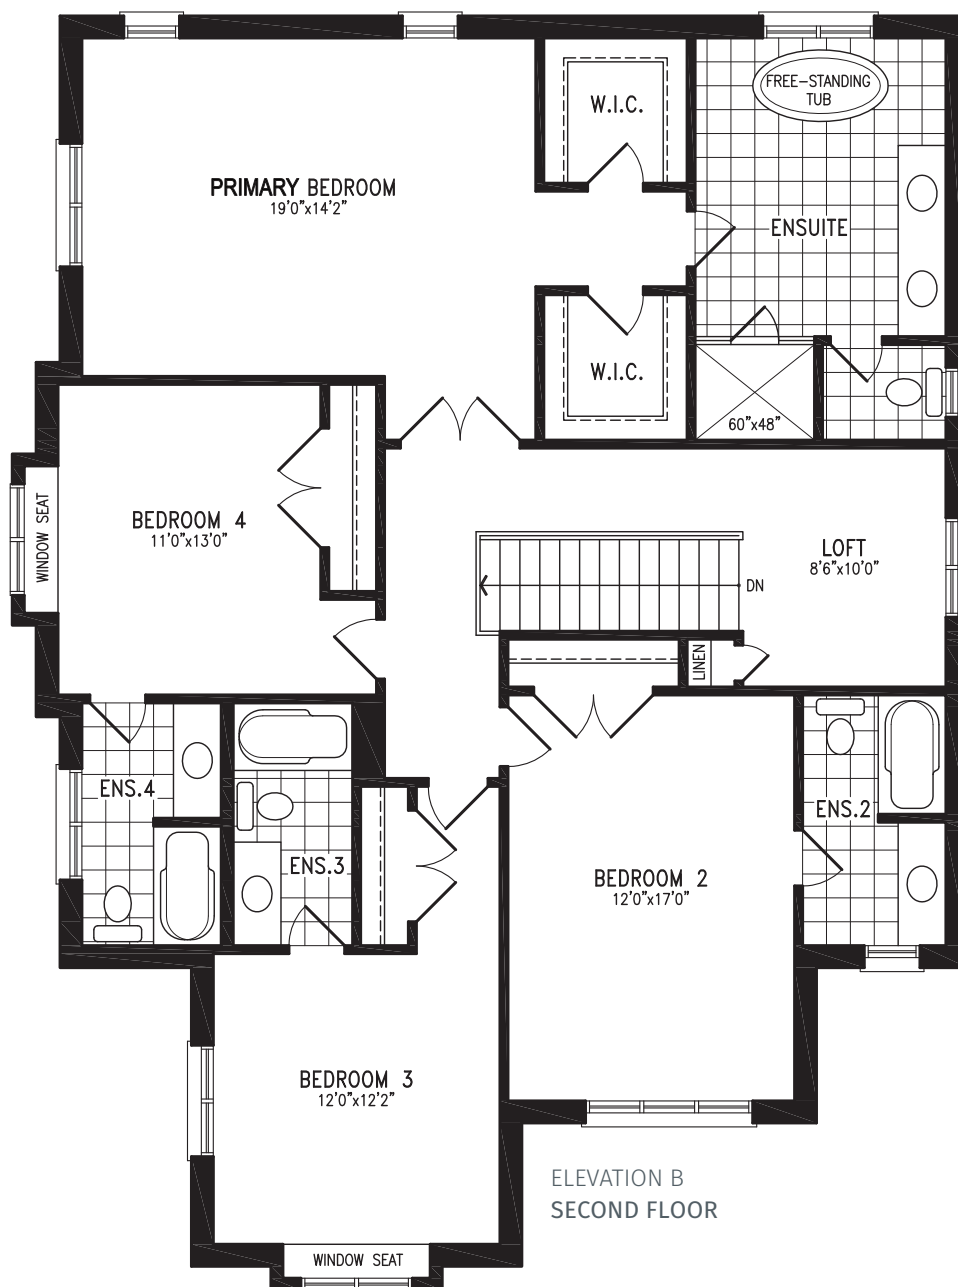 FREE-STANDING
TUB
W.I.C.
PRIMARY BEDROOM
19'0"x14'2"
ENSUITE
W.I.C.
60"x48"
WINDOW SEAT
BEDROOM 4
11'0"x13'0"
LOFT
8'6"x10'0"
DN
LINEN
ENS.4
ENS.3
ENS.2
BEDROOM 2
12'0"x17'0"
BEDROOM 3
12'0"x12'2"
ELEVATION B
SECOND FLOOR
WINDOW SEAT